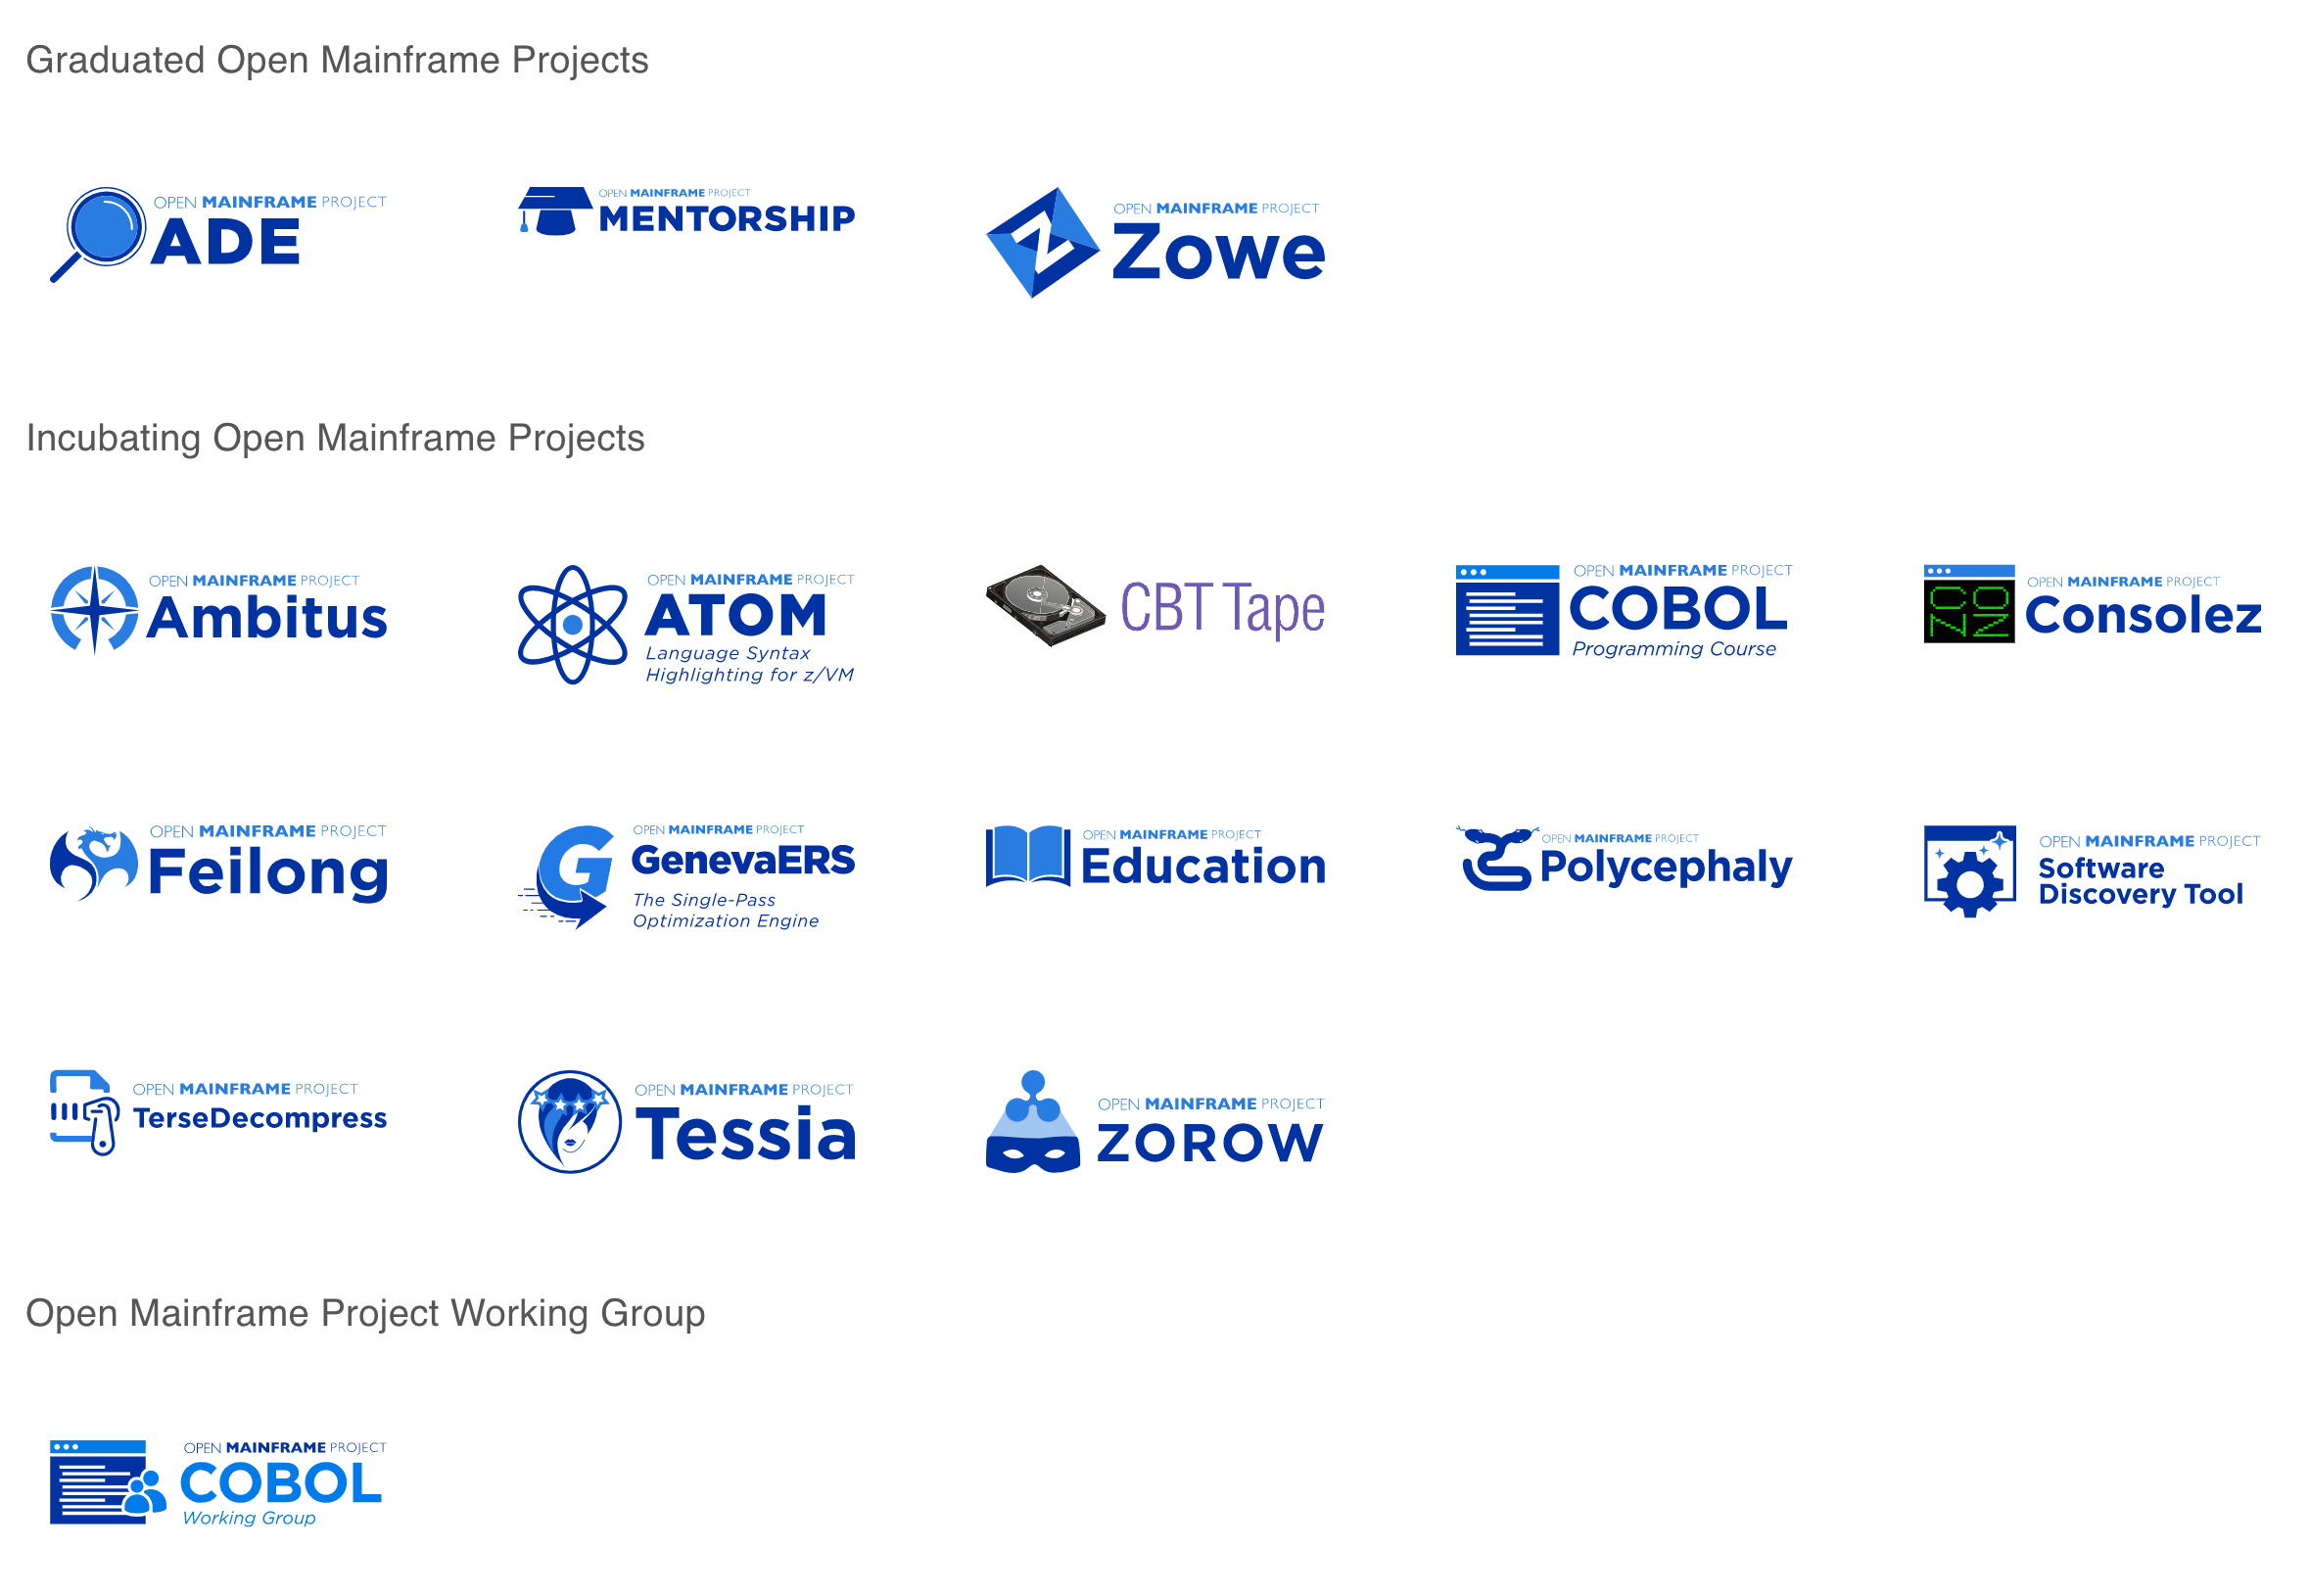 Graduated Open Mainframe Projects
OPEN MAINFRAME PROJECT
ADE
OPEN MAINFRAME PROJECT
MENTORSHIP
OPEN MAINFRAME PROJECT
Zowe
Incubating Open Mainframe Projects
OPEN MAINFRAME PROJECT
Ambitus
OPEN MAINFRAME PROJECT
ATOM
Language Syntax
Highlighting for z/VM
CBT Tape
OPEN MAINFRAME PROJECT
COBOL
Programming Course
CO
NZ
OPEN MAINFRAME PROJECT
Consolez
OPEN MAINFRAME PROJECT
Feilong
G
OPEN MAINFRAME PROJECT
GenevaERS
The Single-Pass
Optimization Engine
OPEN MAINFRAME PROJECT
Education
OPEN MAINFRAME PROJECT
Polycephaly
OPEN MAINFRAME PROJECT
Software
Discovery Tool
OPEN MAINFRAME PROJECT
TerseDecompress
OPEN MAINFRAME PROJECT
Tessia
OPEN MAINFRAME PROJECT
ZOROW
Open Mainframe Project Working Group
OPEN MAINFRAME PROJECT
COBOL
Working Group